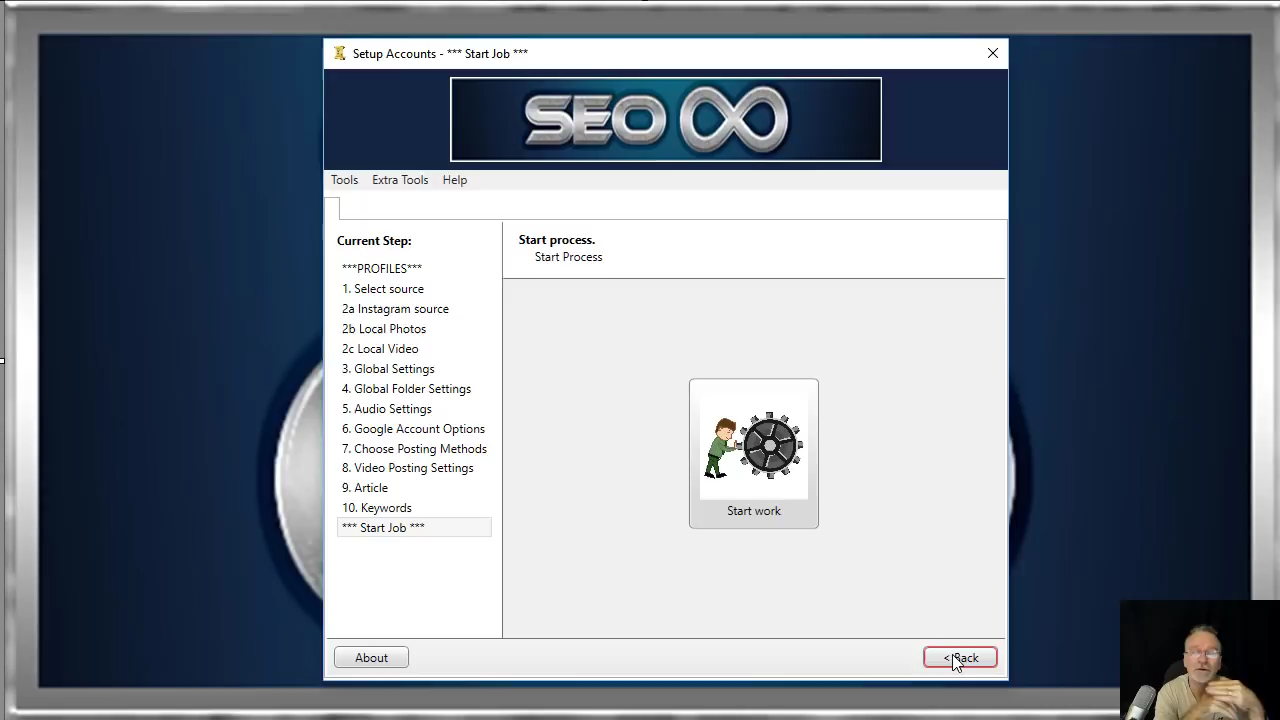 Setup Accounts - *** Start Job ***
SEO
Tools Extra Tools Help
Current Step:
***PROFILES***
1. Select source
2a Instagram source
2b Local Photos
2c Local Video
3. Global Settings
4. Global Folder Settings
5. Audio Settings
6. Google Account Options
7. Choose Posting Methods
8. Video Posting Settings
9. Article
10. Keywords
*** Start Job ***
Start process.
Start Process
Start work
About
< Back